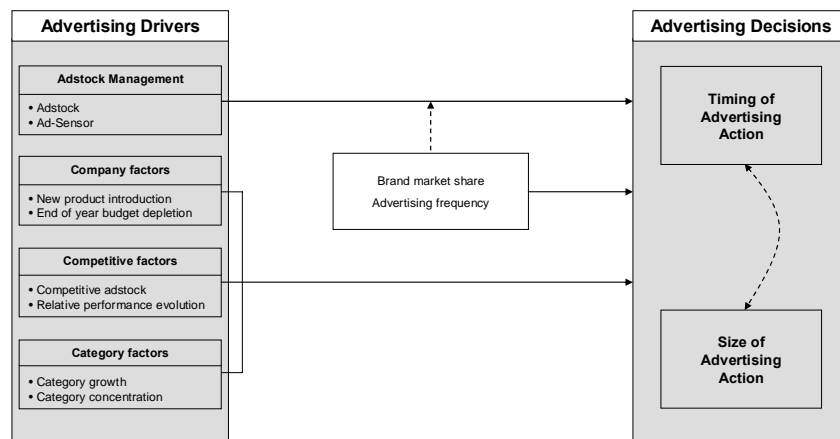 Advertising Drivers
Adstock Management
• Adstock
• Ad-Sensor
Company factors
• New product introduction
• End of year budget depletion
Competitive factors
• Competitive adstock
• Relative performance evolution
Category factors
• Category growth
• Category concentration
Brand market share
Advertising frequency
Advertising Decisions
Timing of
Advertising
Action
Size of
Advertising
Action